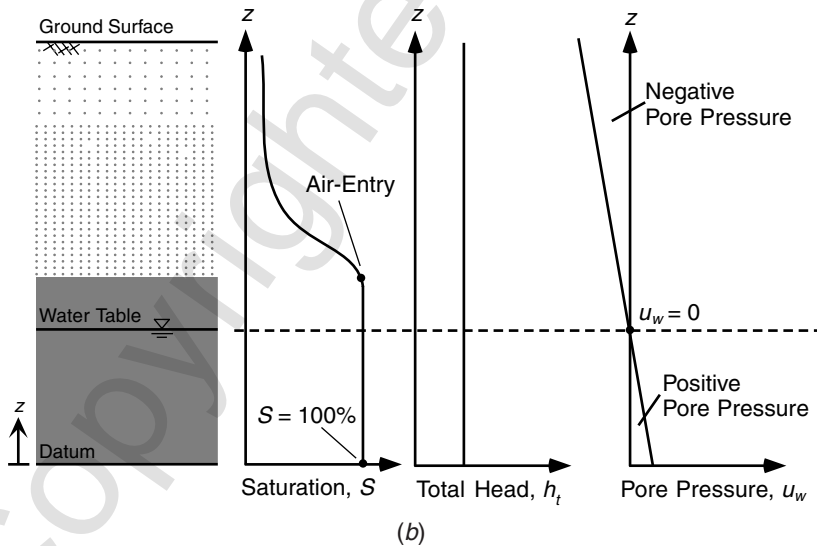 Ground Surface
z
z
z
Negative
Pore Pressure
Air-Entry
Water Table
u_w = 0
Positive
Pore Pressure
S = 100%
z
Datum
Saturation, S
Total Head, h_t
Pore Pressure, u_w
(b)
Copyrighte